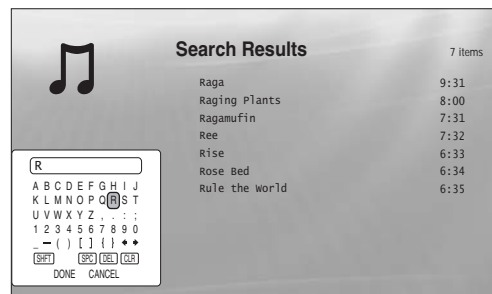 Search Results 7 items
Raga 9:31
Raging Plants 8:00
Ragamufin 7:31
Ree 7:32
Rise 6:33
Rose Bed 6:34
Rule the World 6:35
R
A B C D E F G H I J
K L M N O P Q R S T
U V W X Y Z , . : ;
1 2 3 4 5 6 7 8 9 0
_ – ( ) [ ] { }
SHFT SPC DEL CLR
DONE CANCEL